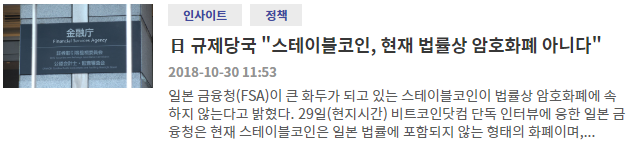 인사이트 정책
金融庁
Financial Services Agency
日 규제당국 "스테이블코인, 현재 법률상 암호화폐 아니다"
2018-10-30 11:53
일본 금융청(FSA)이 큰 화두가 되고 있는 스테이블코인이 법률상 암호화폐에 속
하지 않는다고 밝혔다. 29일(현지시간) 비트코인닷컴 단독 인터뷰에 응한 일본 금
융청은 현재 스테이블코인은 일본 법률에 포함되지 않는 형태의 화폐이며,...